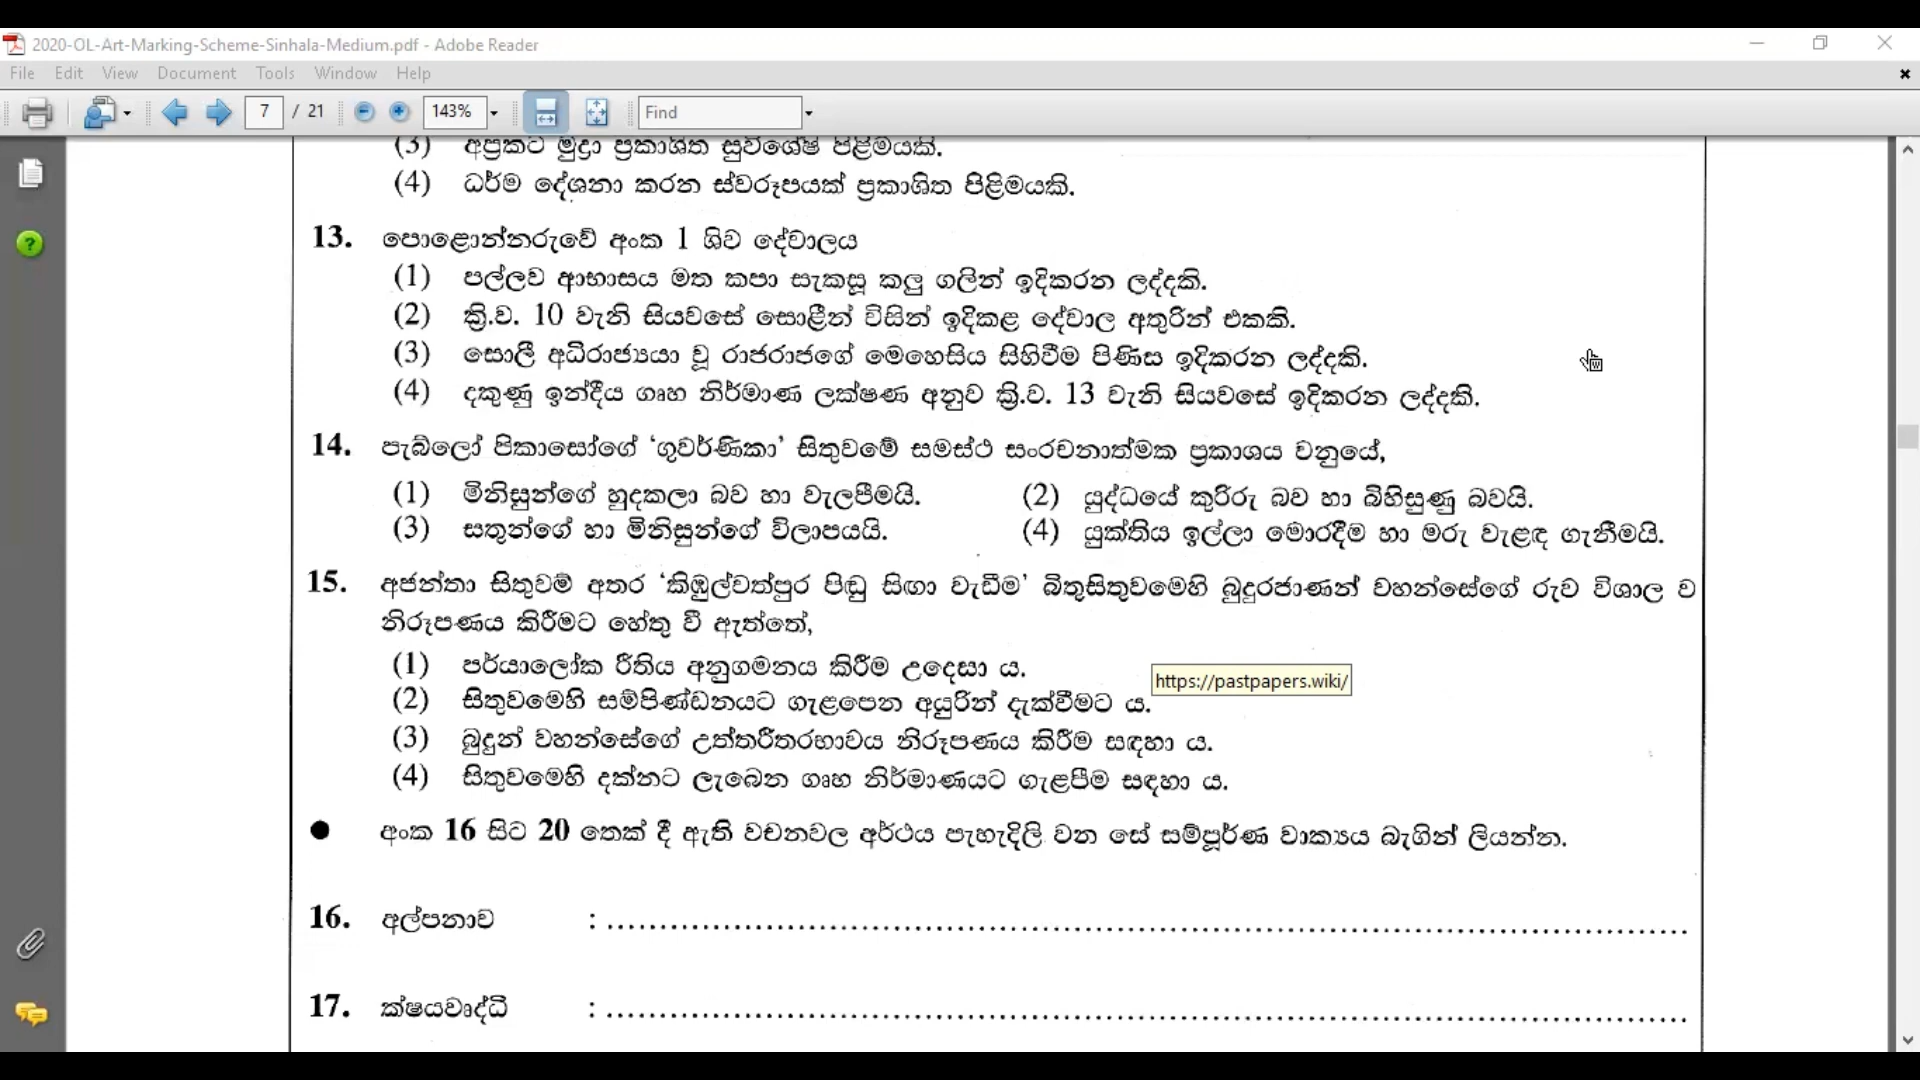 2020-OL-Art-Marking-Scheme-Sinhala-Medium.pdf - Adobe Reader
File Edit View Document Tools Window Help
7 / 21 143% Find
(3) අප්‍රකට මුද්‍රා ප්‍රකාශිත සුවිශේෂී පිළිමයකි.
(4) ධර්ම දේශනා කරන ස්වරූපයක් ප්‍රකාශිත පිළිමයකි.
13. පොළොන්නරුවේ අංක 1 ශිව දේවාලය
(1) පල්ලව ආභාසය මත කපා සැකසූ කලු ගලින් ඉදිකරන ලද්දකි.
(2) ක්‍රි.ව. 10 වැනි සියවසේ සොළීන් විසින් ඉදිකළ දේවාල අතුරින් එකකි.
(3) සොලී අධිරාජ්‍යයා වූ රාජරාජගේ මෙහෙසිය සිහිවීම පිණිස ඉදිකරන ලද්දකි.
(4) දකුණු ඉන්දීය ගෘහ නිර්මාණ ලක්ෂණ අනුව ක්‍රි.ව. 13 වැනි සියවසේ ඉදිකරන ලද්දකි.
14. පැබ්ලෝ පිකාසෝගේ ‘ගුවර්ණිකා’ සිතුවමේ සමස්ථ සංරචනාත්මක ප්‍රකාශය වනුයේ,
(1) මිනිසුන්ගේ හුදකලා බව හා වැලපීමයි. (2) යුද්ධයේ කුරිරු බව හා බිහිසුණු බවයි.
(3) සතුන්ගේ හා මිනිසුන්ගේ විලාපයයි. (4) යුක්තිය ඉල්ලා මොරදීම හා මරු වැළඳ ගැනීමයි.
15. අජන්තා සිතුවම් අතර ‘කිඹුල්වත්පුර පිඬු සිඟා වැඩීම’ බිතුසිතුවමෙහි බුදුරජාණන් වහන්සේගේ රුව විශාල ව
නිරූපණය කිරීමට හේතු වී ඇත්තේ,
(1) පර්යාලෝක රීතිය අනුගමනය කිරීම උදෙසා ය.
https://pastpapers.wiki/
(2) සිතුවමෙහි සම්පිණ්ඩනයට ගැළපෙන අයුරින් දැක්වීමට ය.
(3) බුදුන් වහන්සේගේ උත්තරීතරභාවය නිරූපණය කිරීම සඳහා ය.
(4) සිතුවමෙහි දක්නට ලැබෙන ගෘහ නිර්මාණයට ගැළපීම සඳහා ය.
● අංක 16 සිට 20 තෙක් දී ඇති වචනවල අර්ථය පැහැදිලි වන සේ සම්පූර්ණ වාක්‍යය බැගින් ලියන්න.
16. අල්පනාව : ........................................................................
17. ක්ෂයවෘද්ධි : ........................................................................